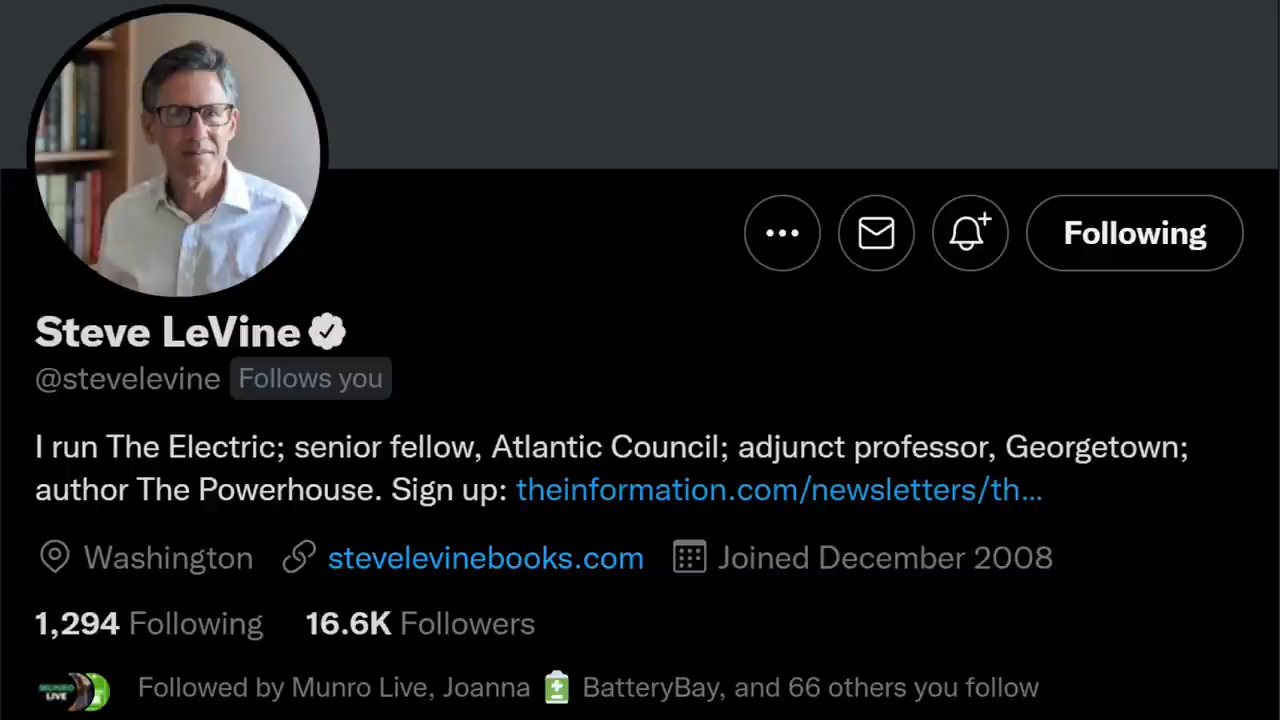 Steve LeVine
@stevelevine Follows you
Following
I run The Electric; senior fellow, Atlantic Council; adjunct professor, Georgetown;
author The Powerhouse. Sign up: theinformation.com/newsletters/th...
Washington stevelevinebooks.com Joined December 2008
1,294 Following 16.6K Followers
LIVE
Followed by Munro Live, Joanna 🔋 BatteryBay, and 66 others you follow